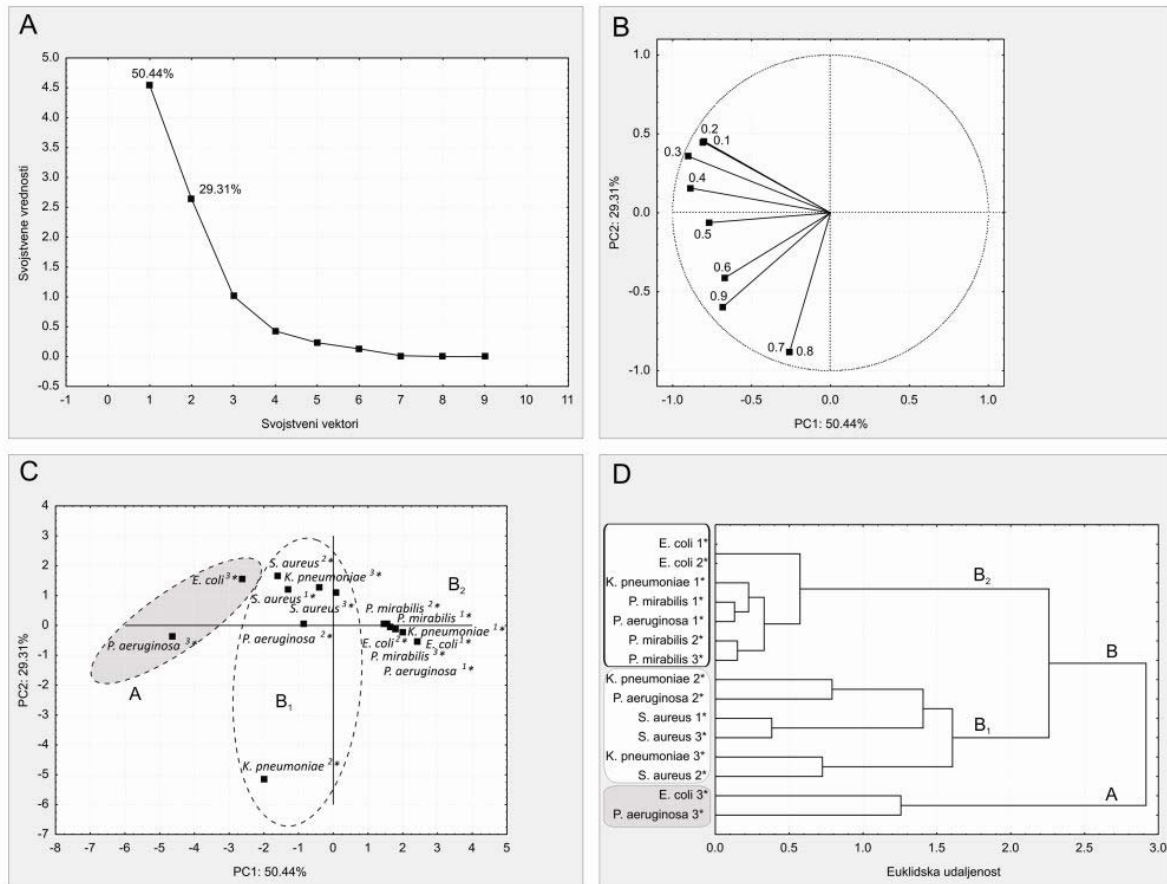 A
5.0
4.5
4.0
3.5
3.0
2.5
2.0
1.5
1.0
0.5
0.0
-0.5
50.44%
29.31%
Svojstvene vrednosti
-1 0 1 2 3 4 5 6 7 8 9 10 11
Svojstveni vektori
B
1.0
0.5
0.0
-0.5
-1.0
0.2
0.1
0.3
0.4
0.5
0.6
0.9
0.7 0.8
PC2: 29.31%
-1.0 -0.5 0.0 0.5 1.0
PC1: 50.44%
C
4
3
2
1
0
-1
-2
-3
-4
-5
-6
-7
S. aureus 2*
E. coli 3*
K. pneumoniae 3*
S. aureus 1*
B2
S. aureus 3*
P. mirabilis 2*
P. mirabilis 1*
P. aeruginosa 3*
P. aeruginosa 2*
K. pneumoniae 1*
E. coli 2* E. coli 1*
P. mirabilis 3*
P. aeruginosa 1*
A
B1
K. pneumoniae 2*
PC2: 29.31%
-8 -7 -6 -5 -4 -3 -2 -1 0 1 2 3 4 5
PC1: 50.44%
D
E. coli 1*
E. coli 2*
K. pneumoniae 1*
P. mirabilis 1*
P. aeruginosa 1*
P. mirabilis 2*
P. mirabilis 3*
K. pneumoniae 2*
P. aeruginosa 2*
S. aureus 1*
S. aureus 3*
K. pneumoniae 3*
S. aureus 2*
E. coli 3*
P. aeruginosa 3*
B2
B
B1
A
0.0 0.5 1.0 1.5 2.0 2.5 3.0
Euklidska udaljenost